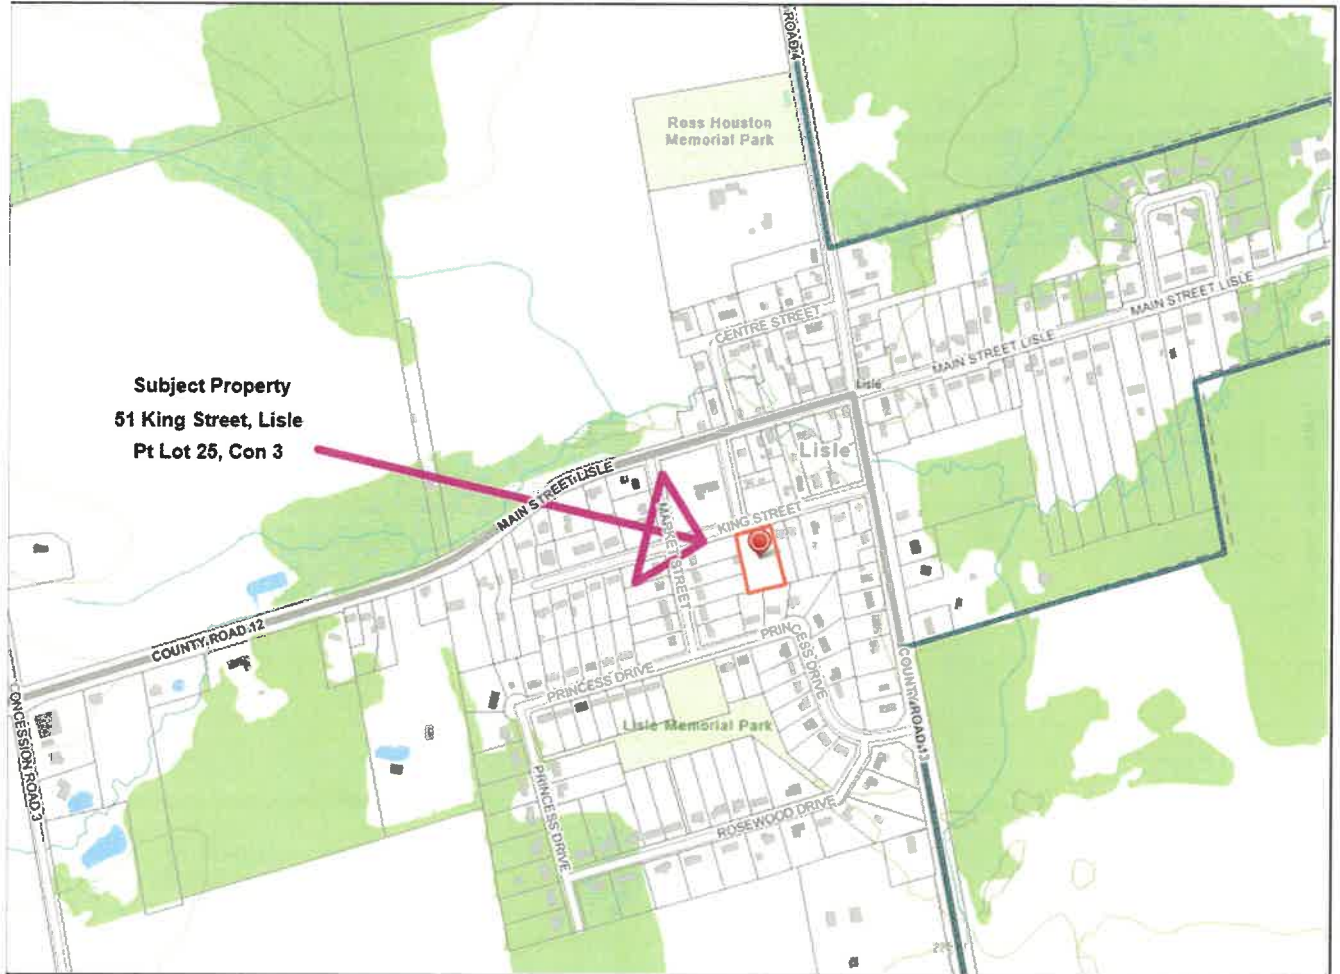 ROAD 4
Ross Houston
Memorial Park
CENTRE STREET
MAIN STREET LISLE
MAIN STREET LISLE
Lisle
Subject Property
51 King Street, Lisle
Pt Lot 25, Con 3
Lisle
MAIN STREET LISLE
MARKET STREET
KING STREET
COUNTY ROAD 12
PRINCESS DRIVE
PRINCESS DRIVE
COUNTY ROAD 13
CONCESSION ROAD 3
Lisle Memorial Park
PRINCESS DRIVE
ROSEWOOD DRIVE